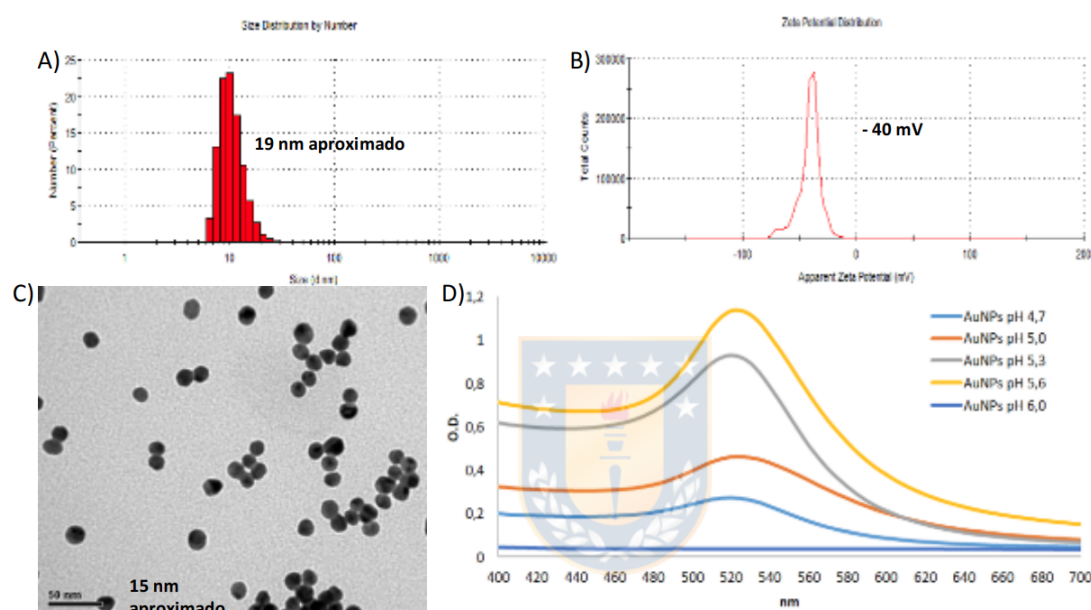 Size Distribution by Number
A)
Number (Percent)
25
20
15
10
5
0
19 nm aproximado
1
10
100
1000
10000
Size (d.nm)
Zeta Potential Distribution
B)
Total Counts
300000
200000
100000
0
- 40 mV
-100
0
100
200
Apparent Zeta Potential (mV)
C)
50 nm
15 nm
aproximado
D)
O.D.
1,2
1
0,8
0,6
0,4
0,2
0
400 420 440 460 480 500 520 540 560 580 600 620 640 660 680 700
nm
AuNPs pH 4,7
AuNPs pH 5,0
AuNPs pH 5,3
AuNPs pH 5,6
AuNPs pH 6,0